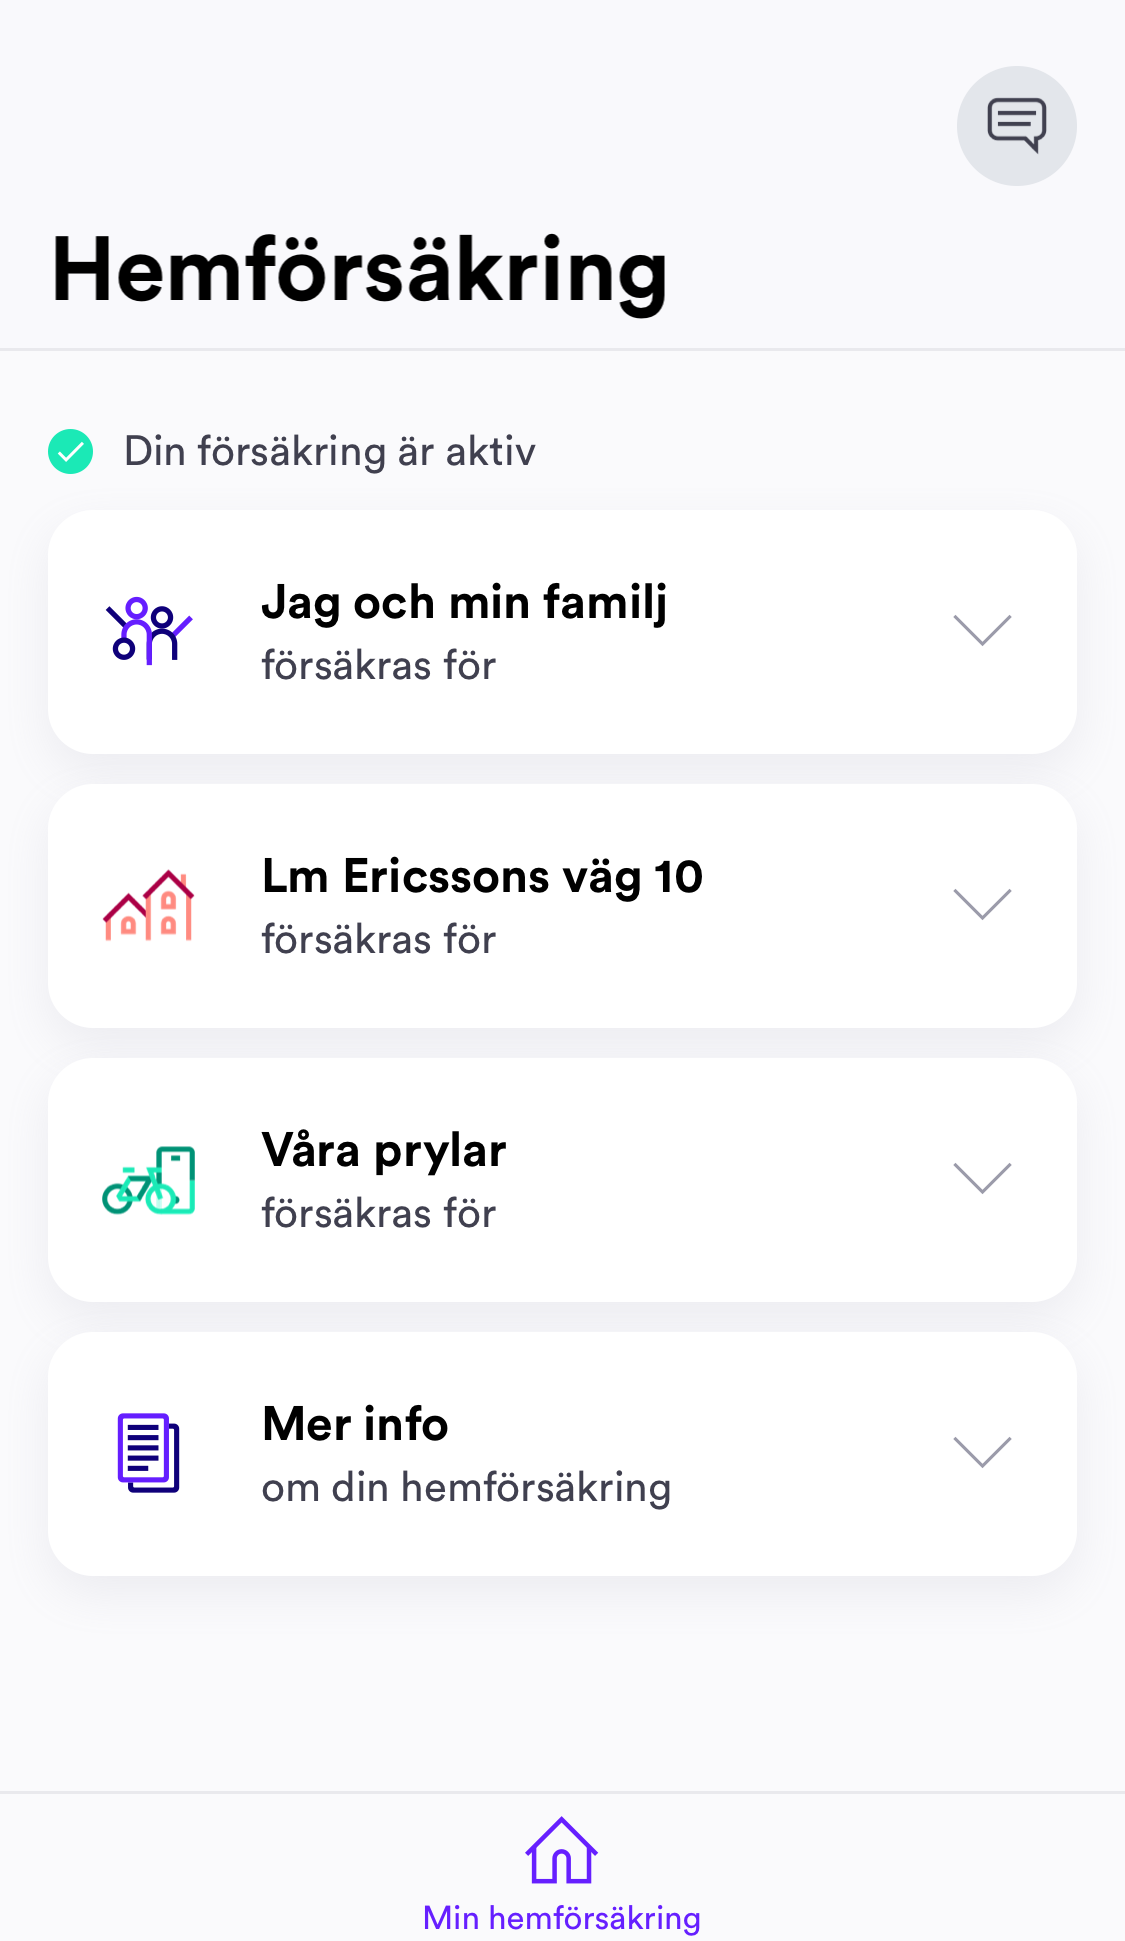 Hemförsäkring
Din försäkring är aktiv
Jag och min familj
försäkras för
Lm Ericssons väg 10
försäkras för
Våra prylar
försäkras för
Mer info
om din hemförsäkring
Min hemförsäkring